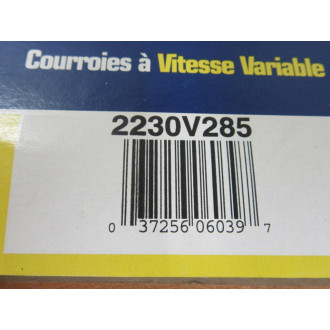 Courroies à Vitesse Variable
2230V285
0 37256 06039 7